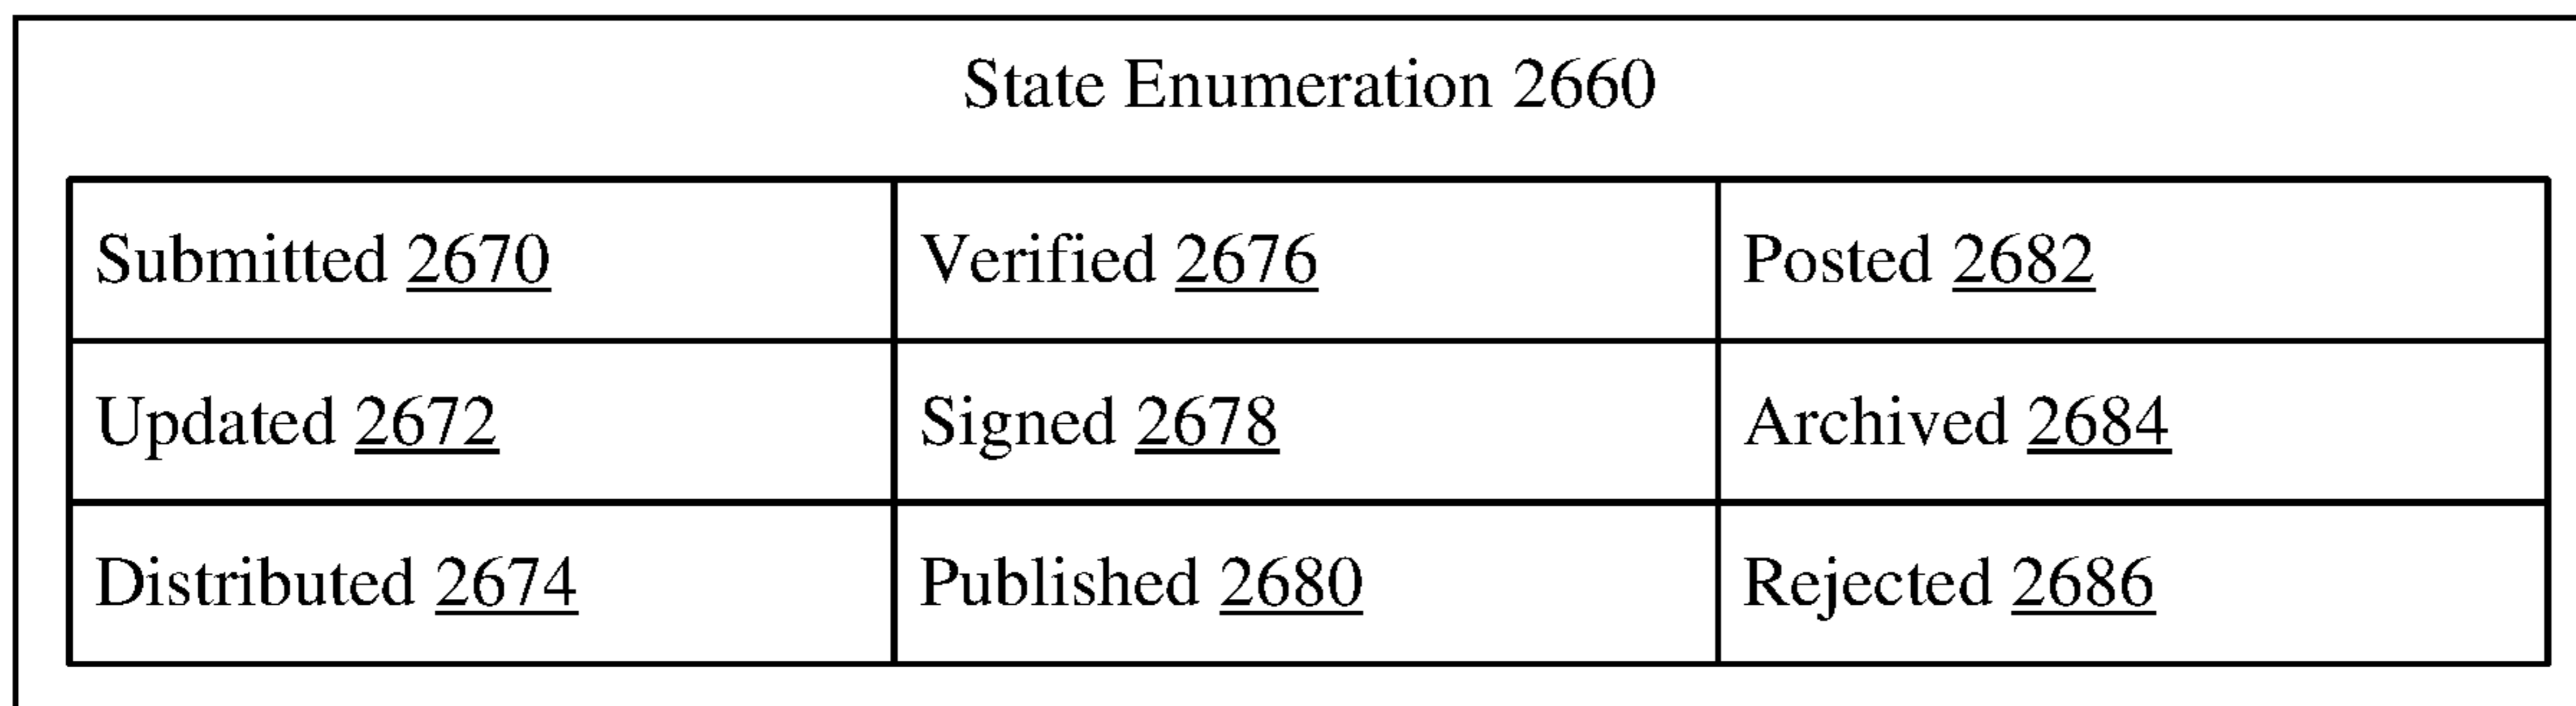 State Enumeration 2660
Submitted 2670 Verified 2676 Posted 2682
Updated 2672 Signed 2678 Archived 2684
Distributed 2674 Published 2680 Rejected 2686